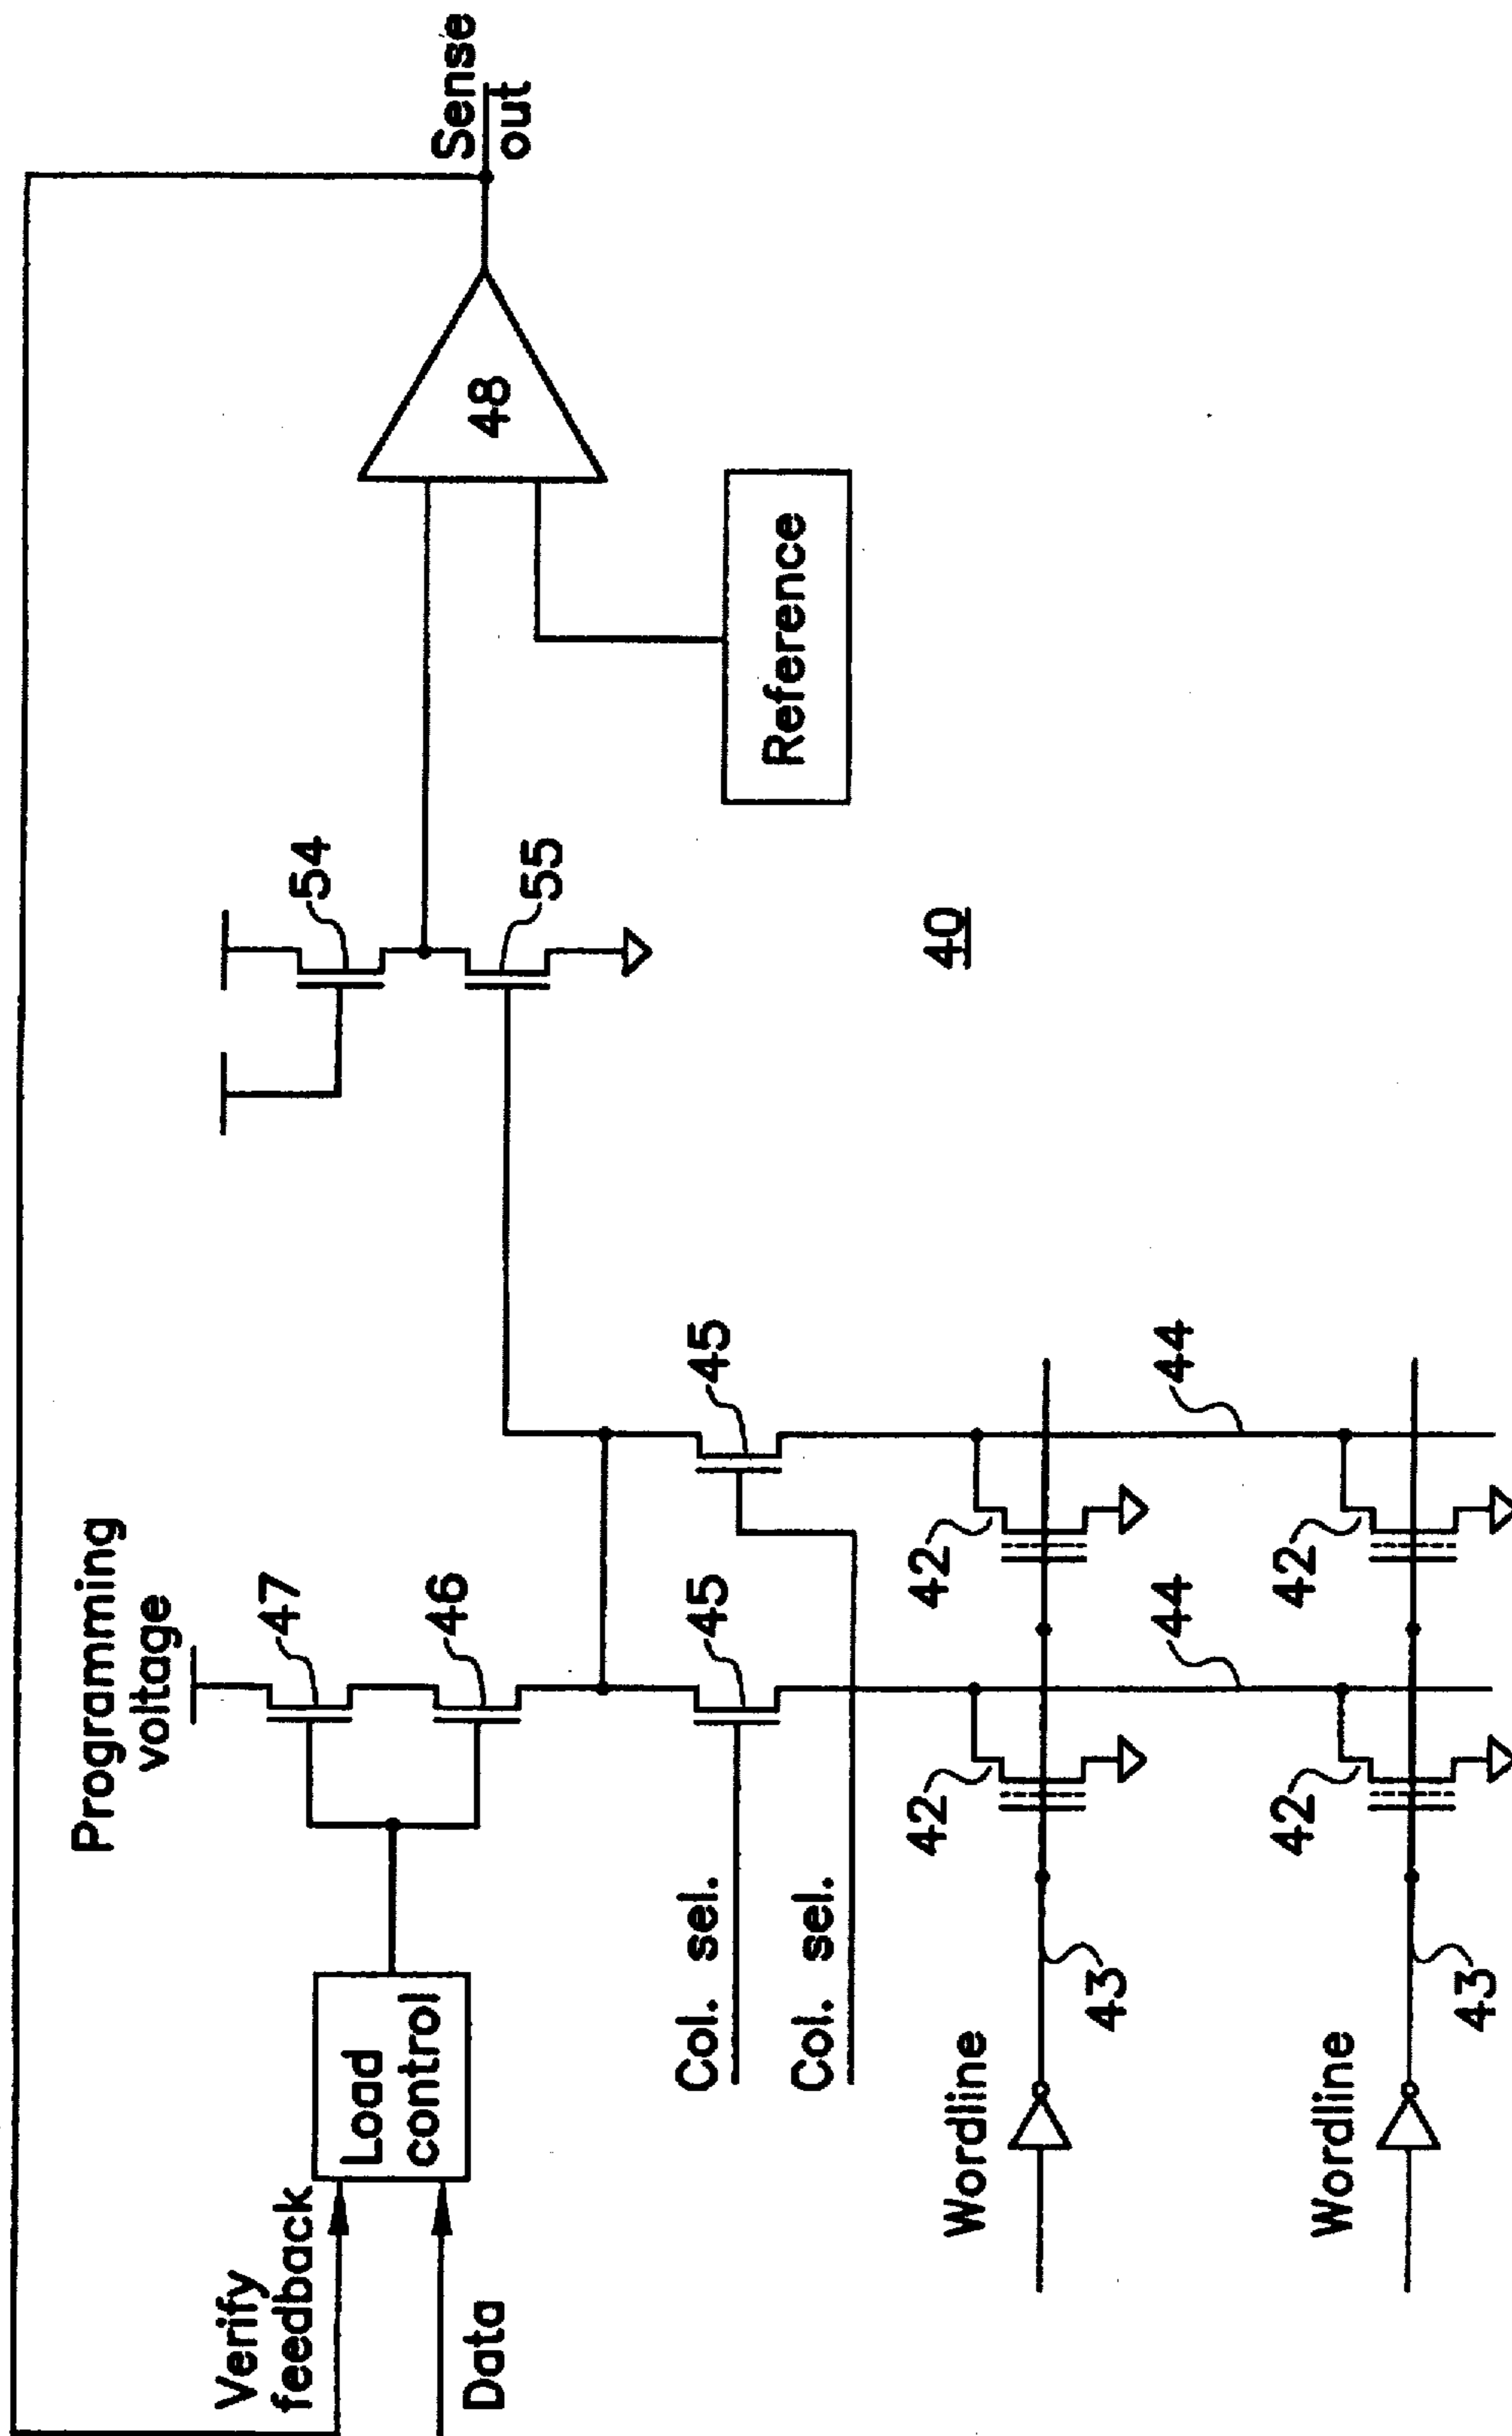 Programming
voltage
47
46
54
55
48
Sense
out
Verify
feedback
Data
Load
control
Reference
40
Col. sel.
Col. sel.
45
45
Wordline
43
42
42
44
44
Wordline
43
42
42